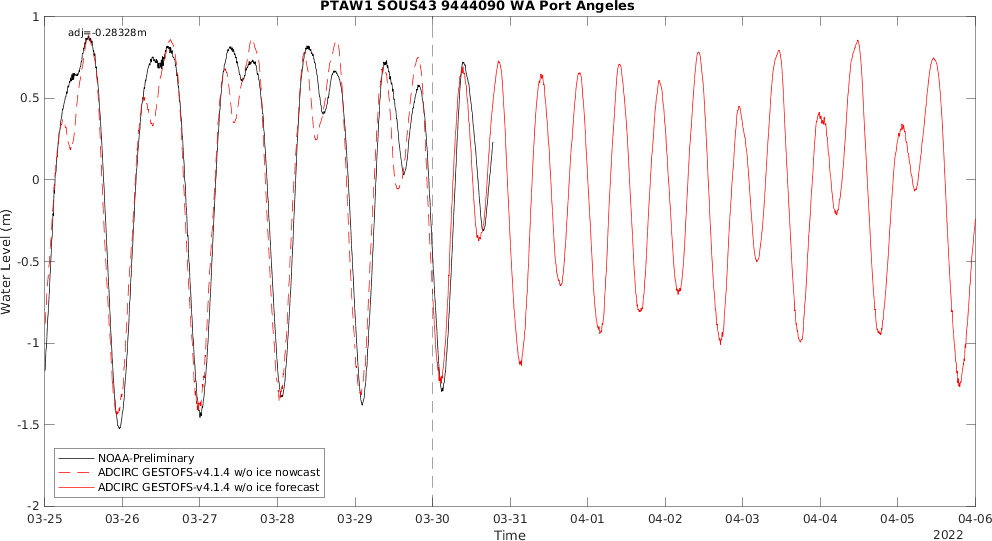 PTAW1 SOUS43 9444090 WA Port Angeles
adj=-0.28328m
1
0.5
0
-0.5
-1
-1.5
-2
Water Level (m)
NOAA-Preliminary
ADCIRC GESTOFS-v4.1.4 w/o ice nowcast
ADCIRC GESTOFS-v4.1.4 w/o ice forecast
03-25 03-26 03-27 03-28 03-29 03-30 03-31 04-01 04-02 04-03 04-04 04-05 04-06
Time
2022